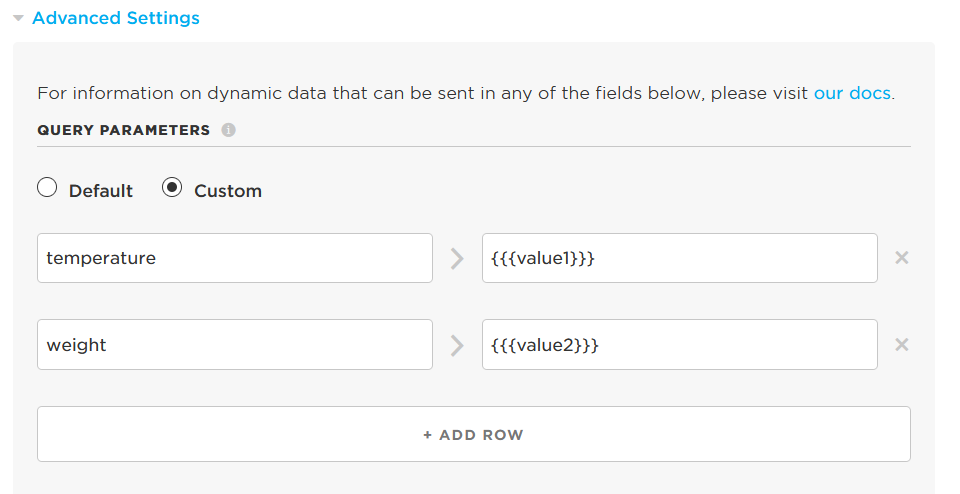 Advanced Settings
For information on dynamic data that can be sent in any of the fields below, please visit our docs.
QUERY PARAMETERS i
Default Custom
temperature > {{{value1}}} ×
weight > {{{value2}}} ×
+ ADD ROW